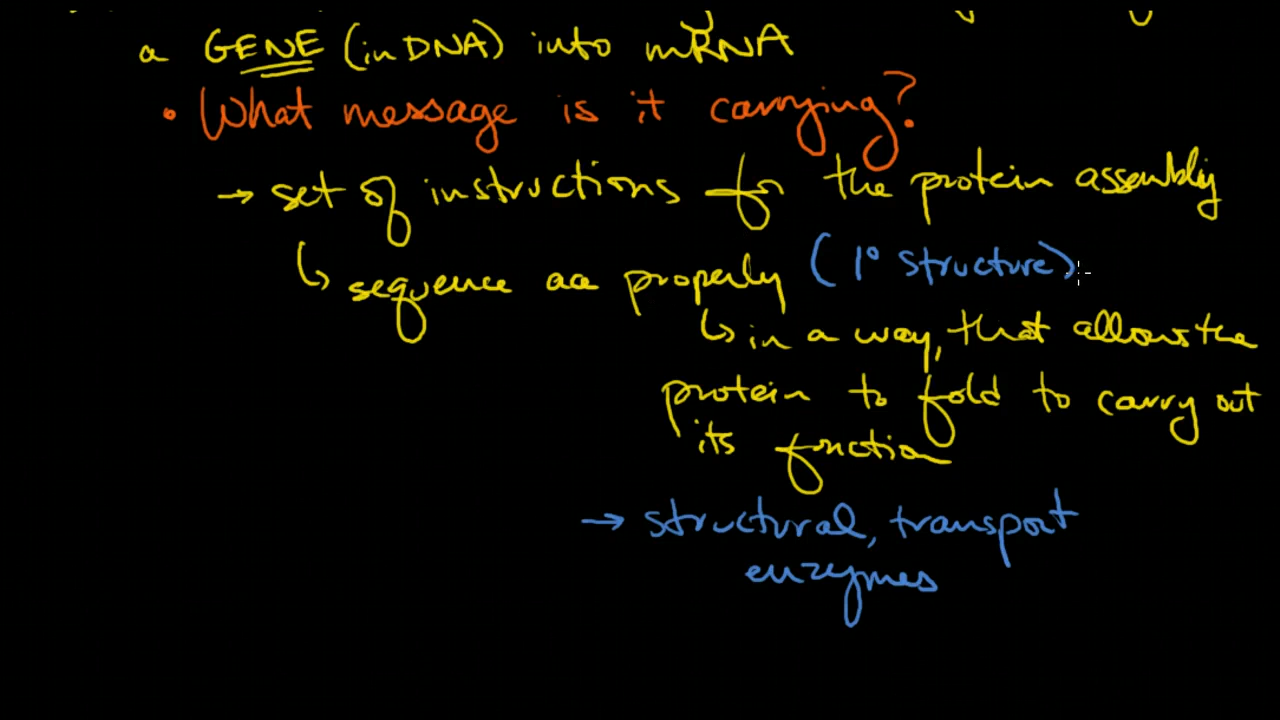 a GENE (in DNA) into mRNA
• What message is it carrying?
→ set of instructions for the protein assembly
↳ sequence aa properly (1° structure)
↳ in a way, that allows the
protein to fold to carry out
its function
→ structural, transport
enzymes